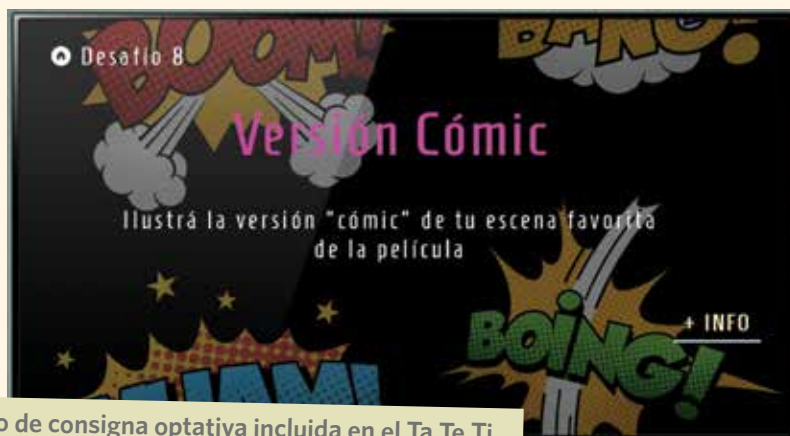 BOOM!
BANG!
Desafío 8
Versión Cómic
Ilustrá la versión "cómic" de tu escena favorita
de la película
BOING!
+ INFO
o de consigna optativa incluida en el Ta Te Ti